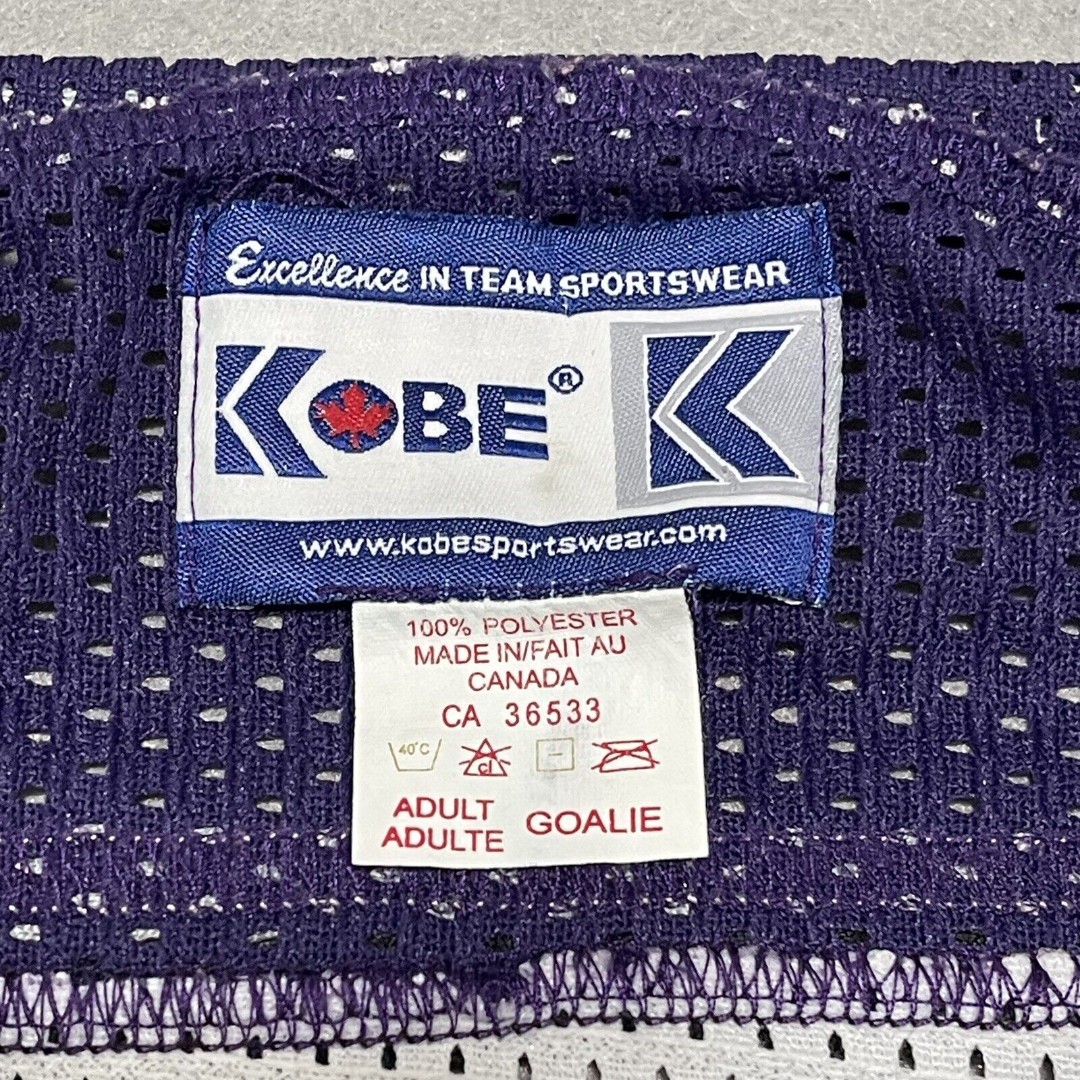 Excellence IN TEAM SPORTSWEAR
KOBE®
K
www.kobesportswear.com
100% POLYESTER
MADE IN/FAIT AU
CANADA
CA 36533
40°C cl
ADULT
ADULTE GOALIE